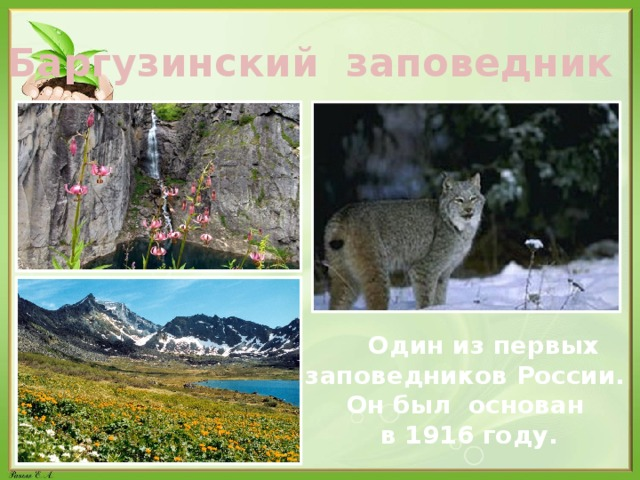 Баргузинский заповедник
Один из первых
заповедников России.
Он был основан
в 1916 году.